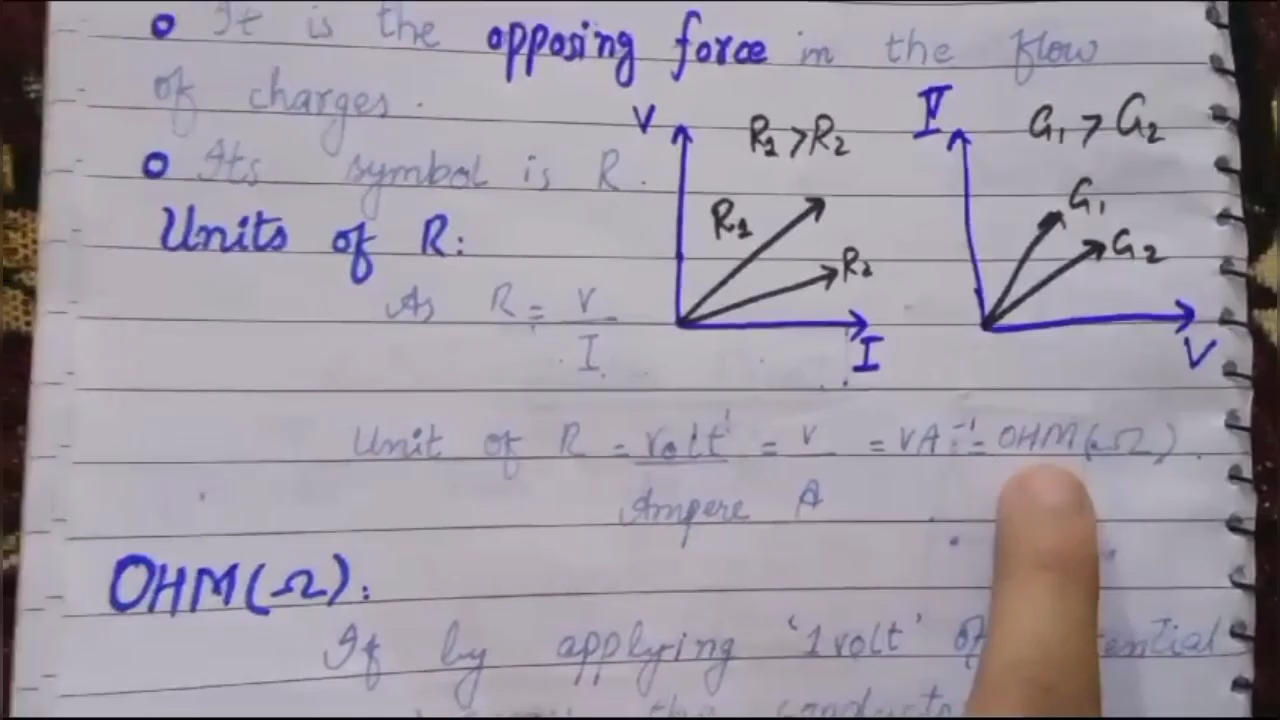 It is the opposing force in the flow
of charges.
Its symbol is R.
Units of R:
As R = V
I
V
R₁ > R₂
R₁
R₂
I
I
G₁ > G₂
G₁
G₂
V
Unit of R = volt = V = VA⁻¹ = OHM(Ω).
Ampere A
OHM(Ω):
If by applying '1 volt'
the